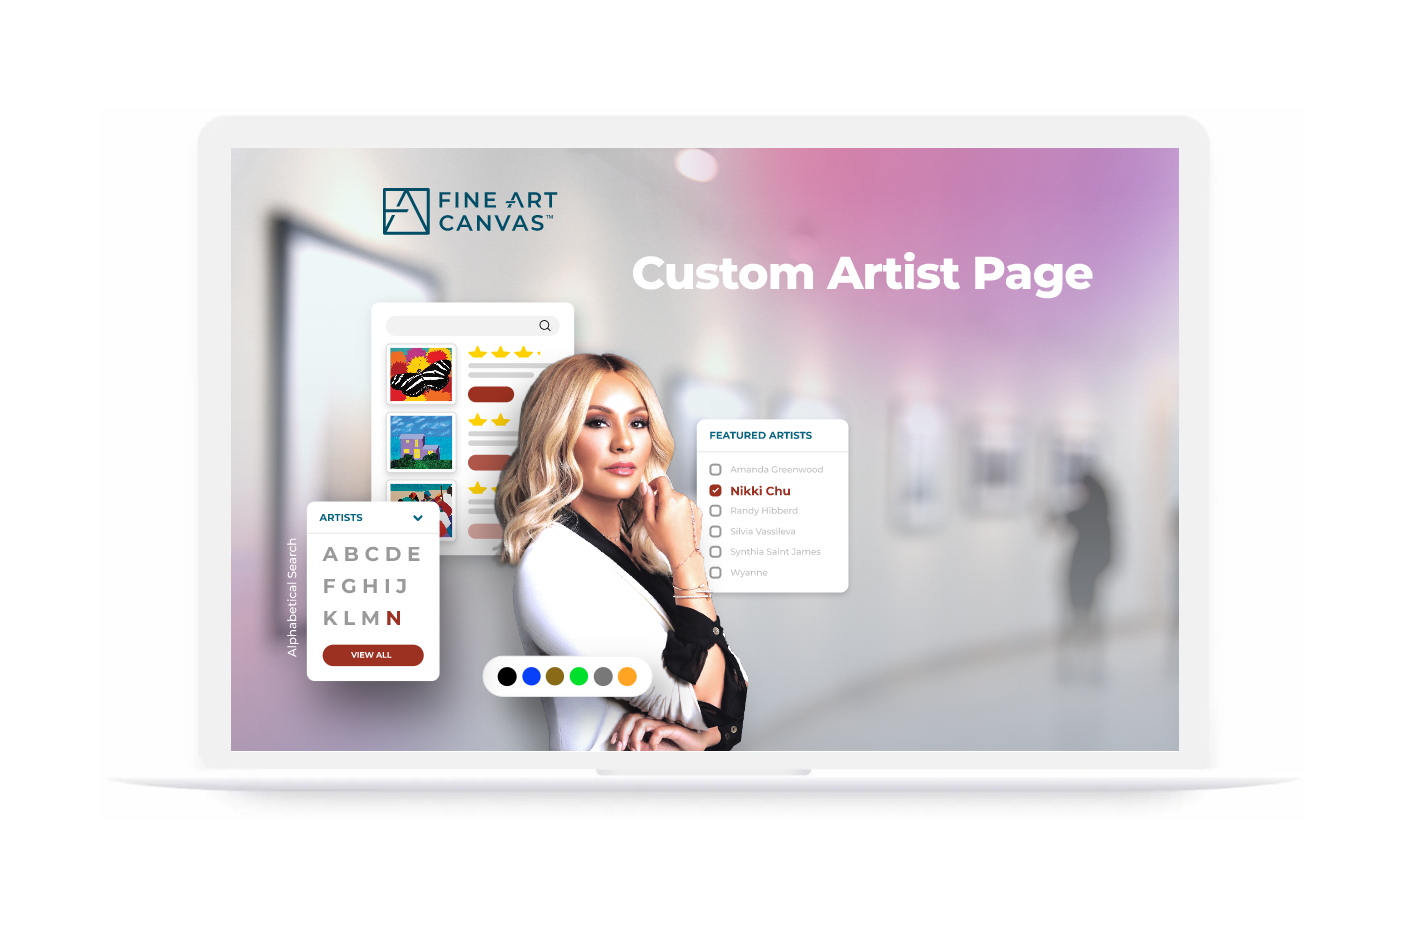 FINE ART
CANVAS™
Custom Artist Page
FEATURED ARTISTS
Amanda Greenwood
Nikki Chu
Randy Hibberd
Silvia Vassileva
Synthia Saint James
Wyanne
ARTISTS
A B C D E
F G H I J
K L M N
VIEW ALL
Alphabetical Search